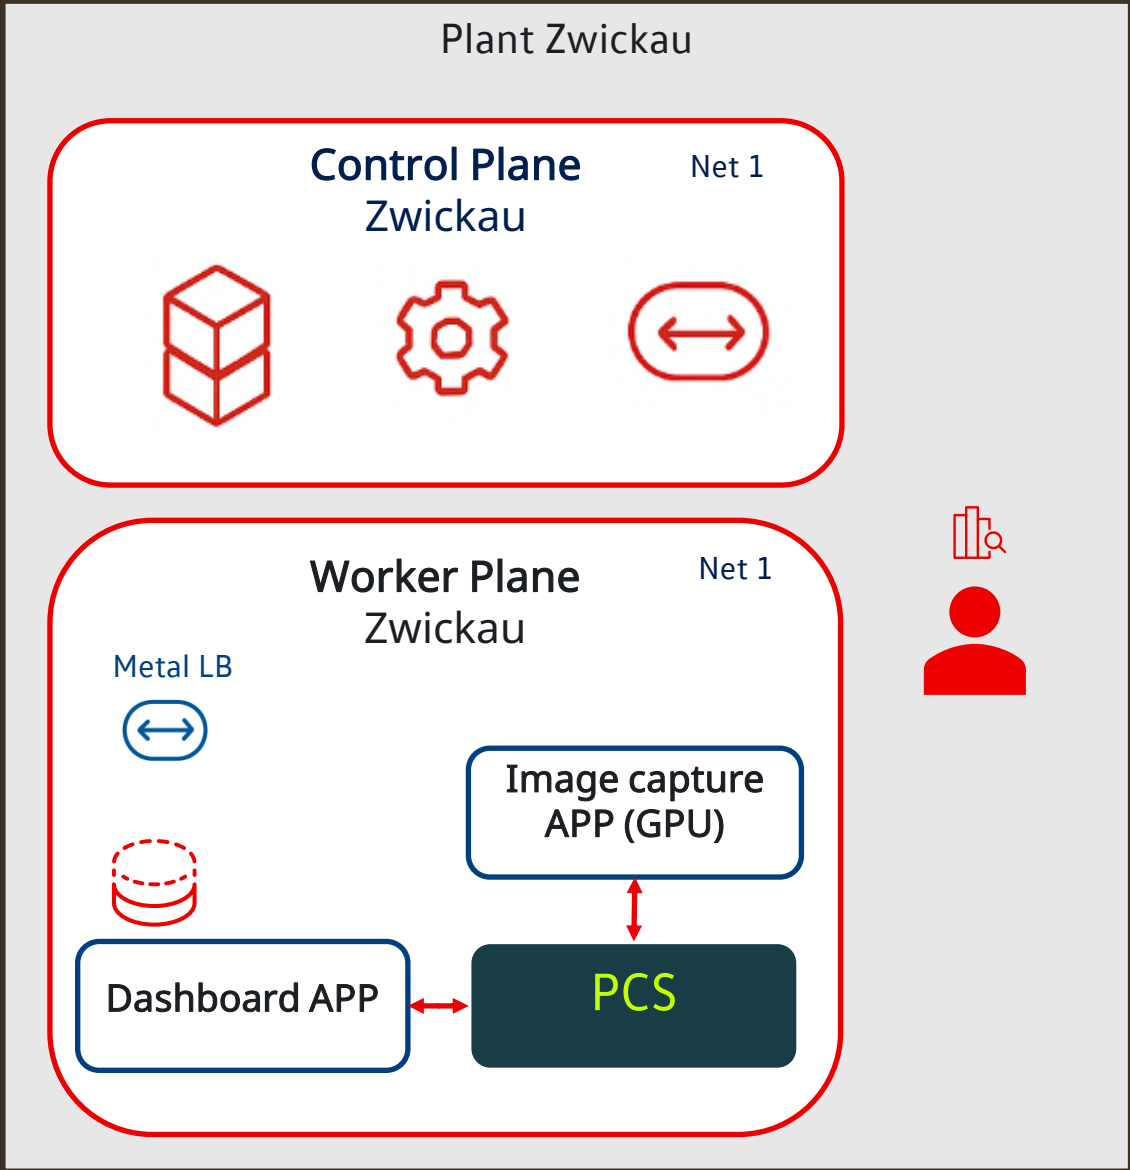 Plant Zwickau
Control Plane
Net 1
Zwickau
Worker Plane
Net 1
Zwickau
Metal LB
Image capture
APP (GPU)
Dashboard APP
PCS